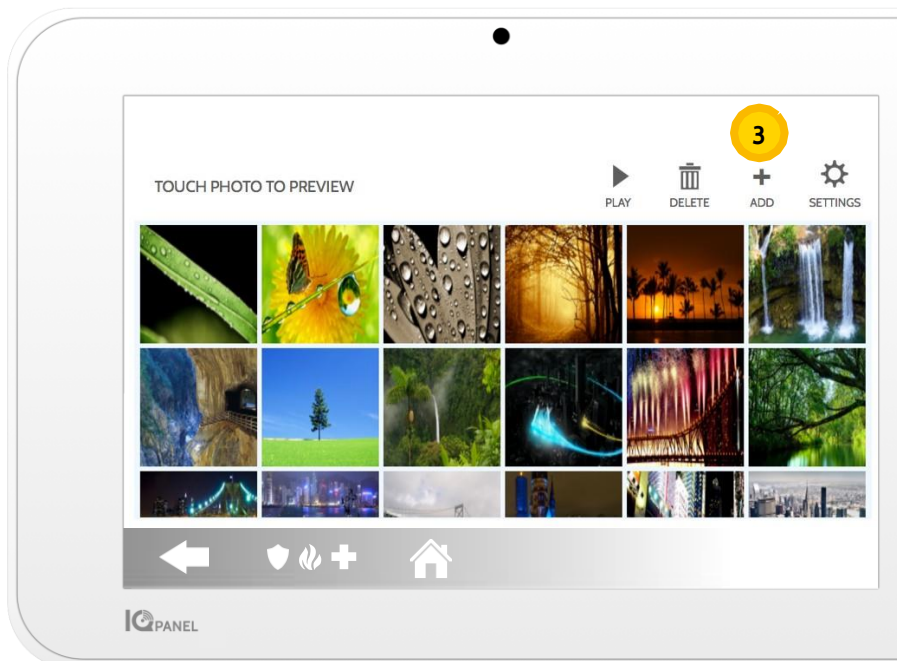 3
TOUCH PHOTO TO PREVIEW
PLAY
DELETE
ADD
SETTINGS
IQ PANEL